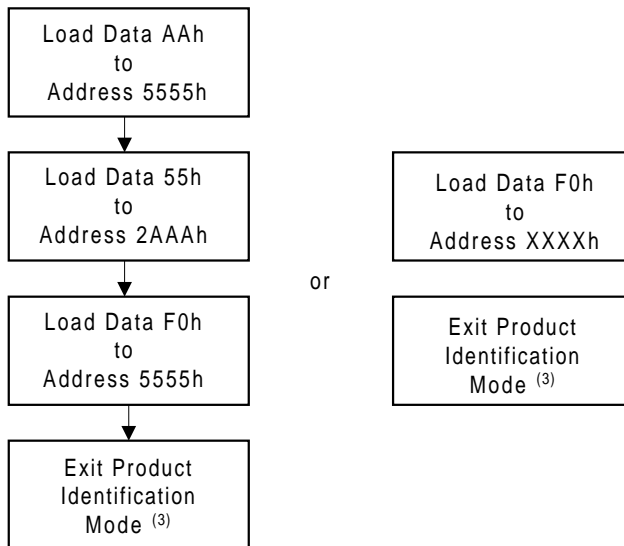 Load Data AAh
to
Address 5555h
Load Data 55h
to
Address 2AAAh
Load Data F0h
to
Address 5555h
Exit Product
Identification
Mode (3)
or
Load Data F0h
to
Address XXXXh
Exit Product
Identification
Mode (3)